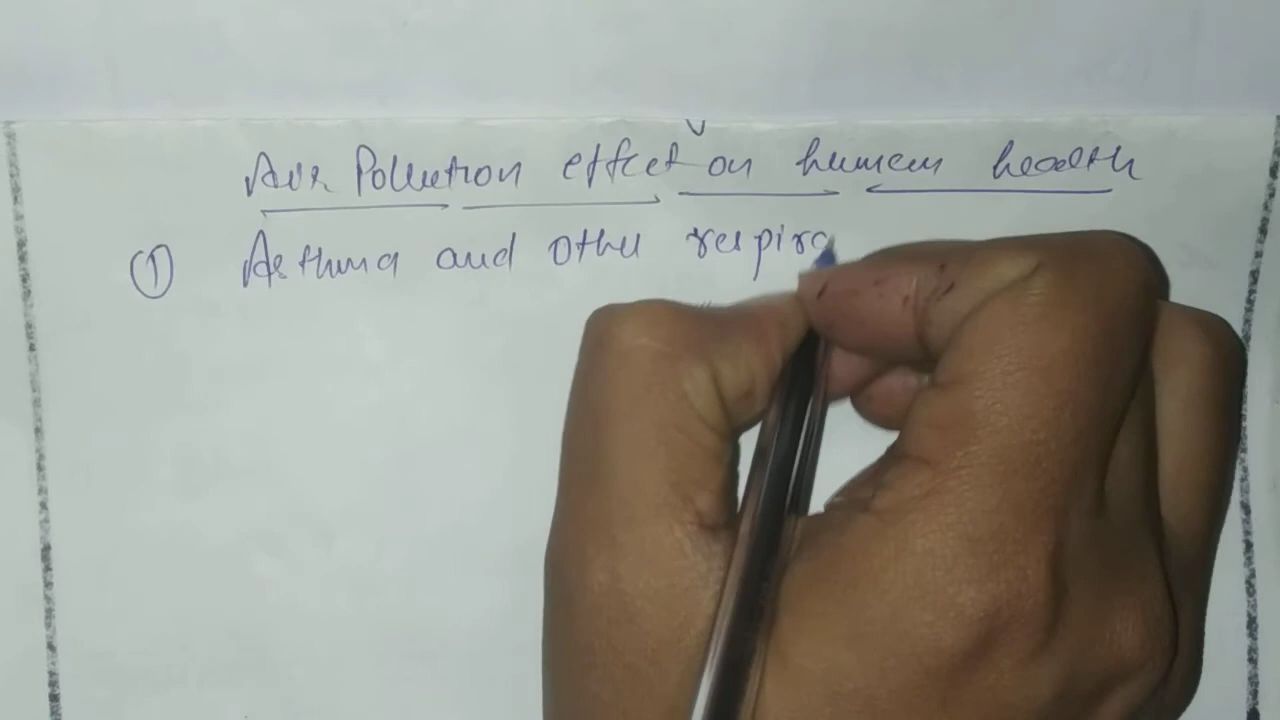 Air Pollution effect on human health
① Asthma and other respira